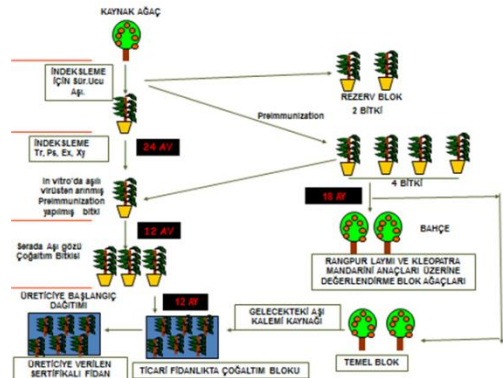 KAYNAK AĞAÇ
İNDEKSLEME
İÇİN Sür.Ucu
Aşı.
REZERV BLOK
2 BİTKİ
Preimmunization
İNDEKSLEME
Tr, Ps, Ex, Xy
24 AY
4 BİTKİ
In vitro'da aşılı
virüsten arınmış
Preimmunization
yapılmış bitki
18 AY
12 AY
BAHÇE
Serada Aşı gözü
Çoğaltım Bitkisi
RANGPUR LAYMI VE KLEOPATRA
MANDARİNİ ANAÇLARI ÜZERİNE
DEĞERLENDİRME BLOK AĞAÇLARI
ÜRETİCİYE BAŞLANGIÇ
DAĞITIMI
12 AY
GELECEKTEKİ AŞI
KALEMİ KAYNAĞI
TEMEL BLOK
ÜRETİCİYE VERİLEN
SERTİFİKALI FİDAN
TİCARİ FİDANLIKTA ÇOĞALTIM BLOKU